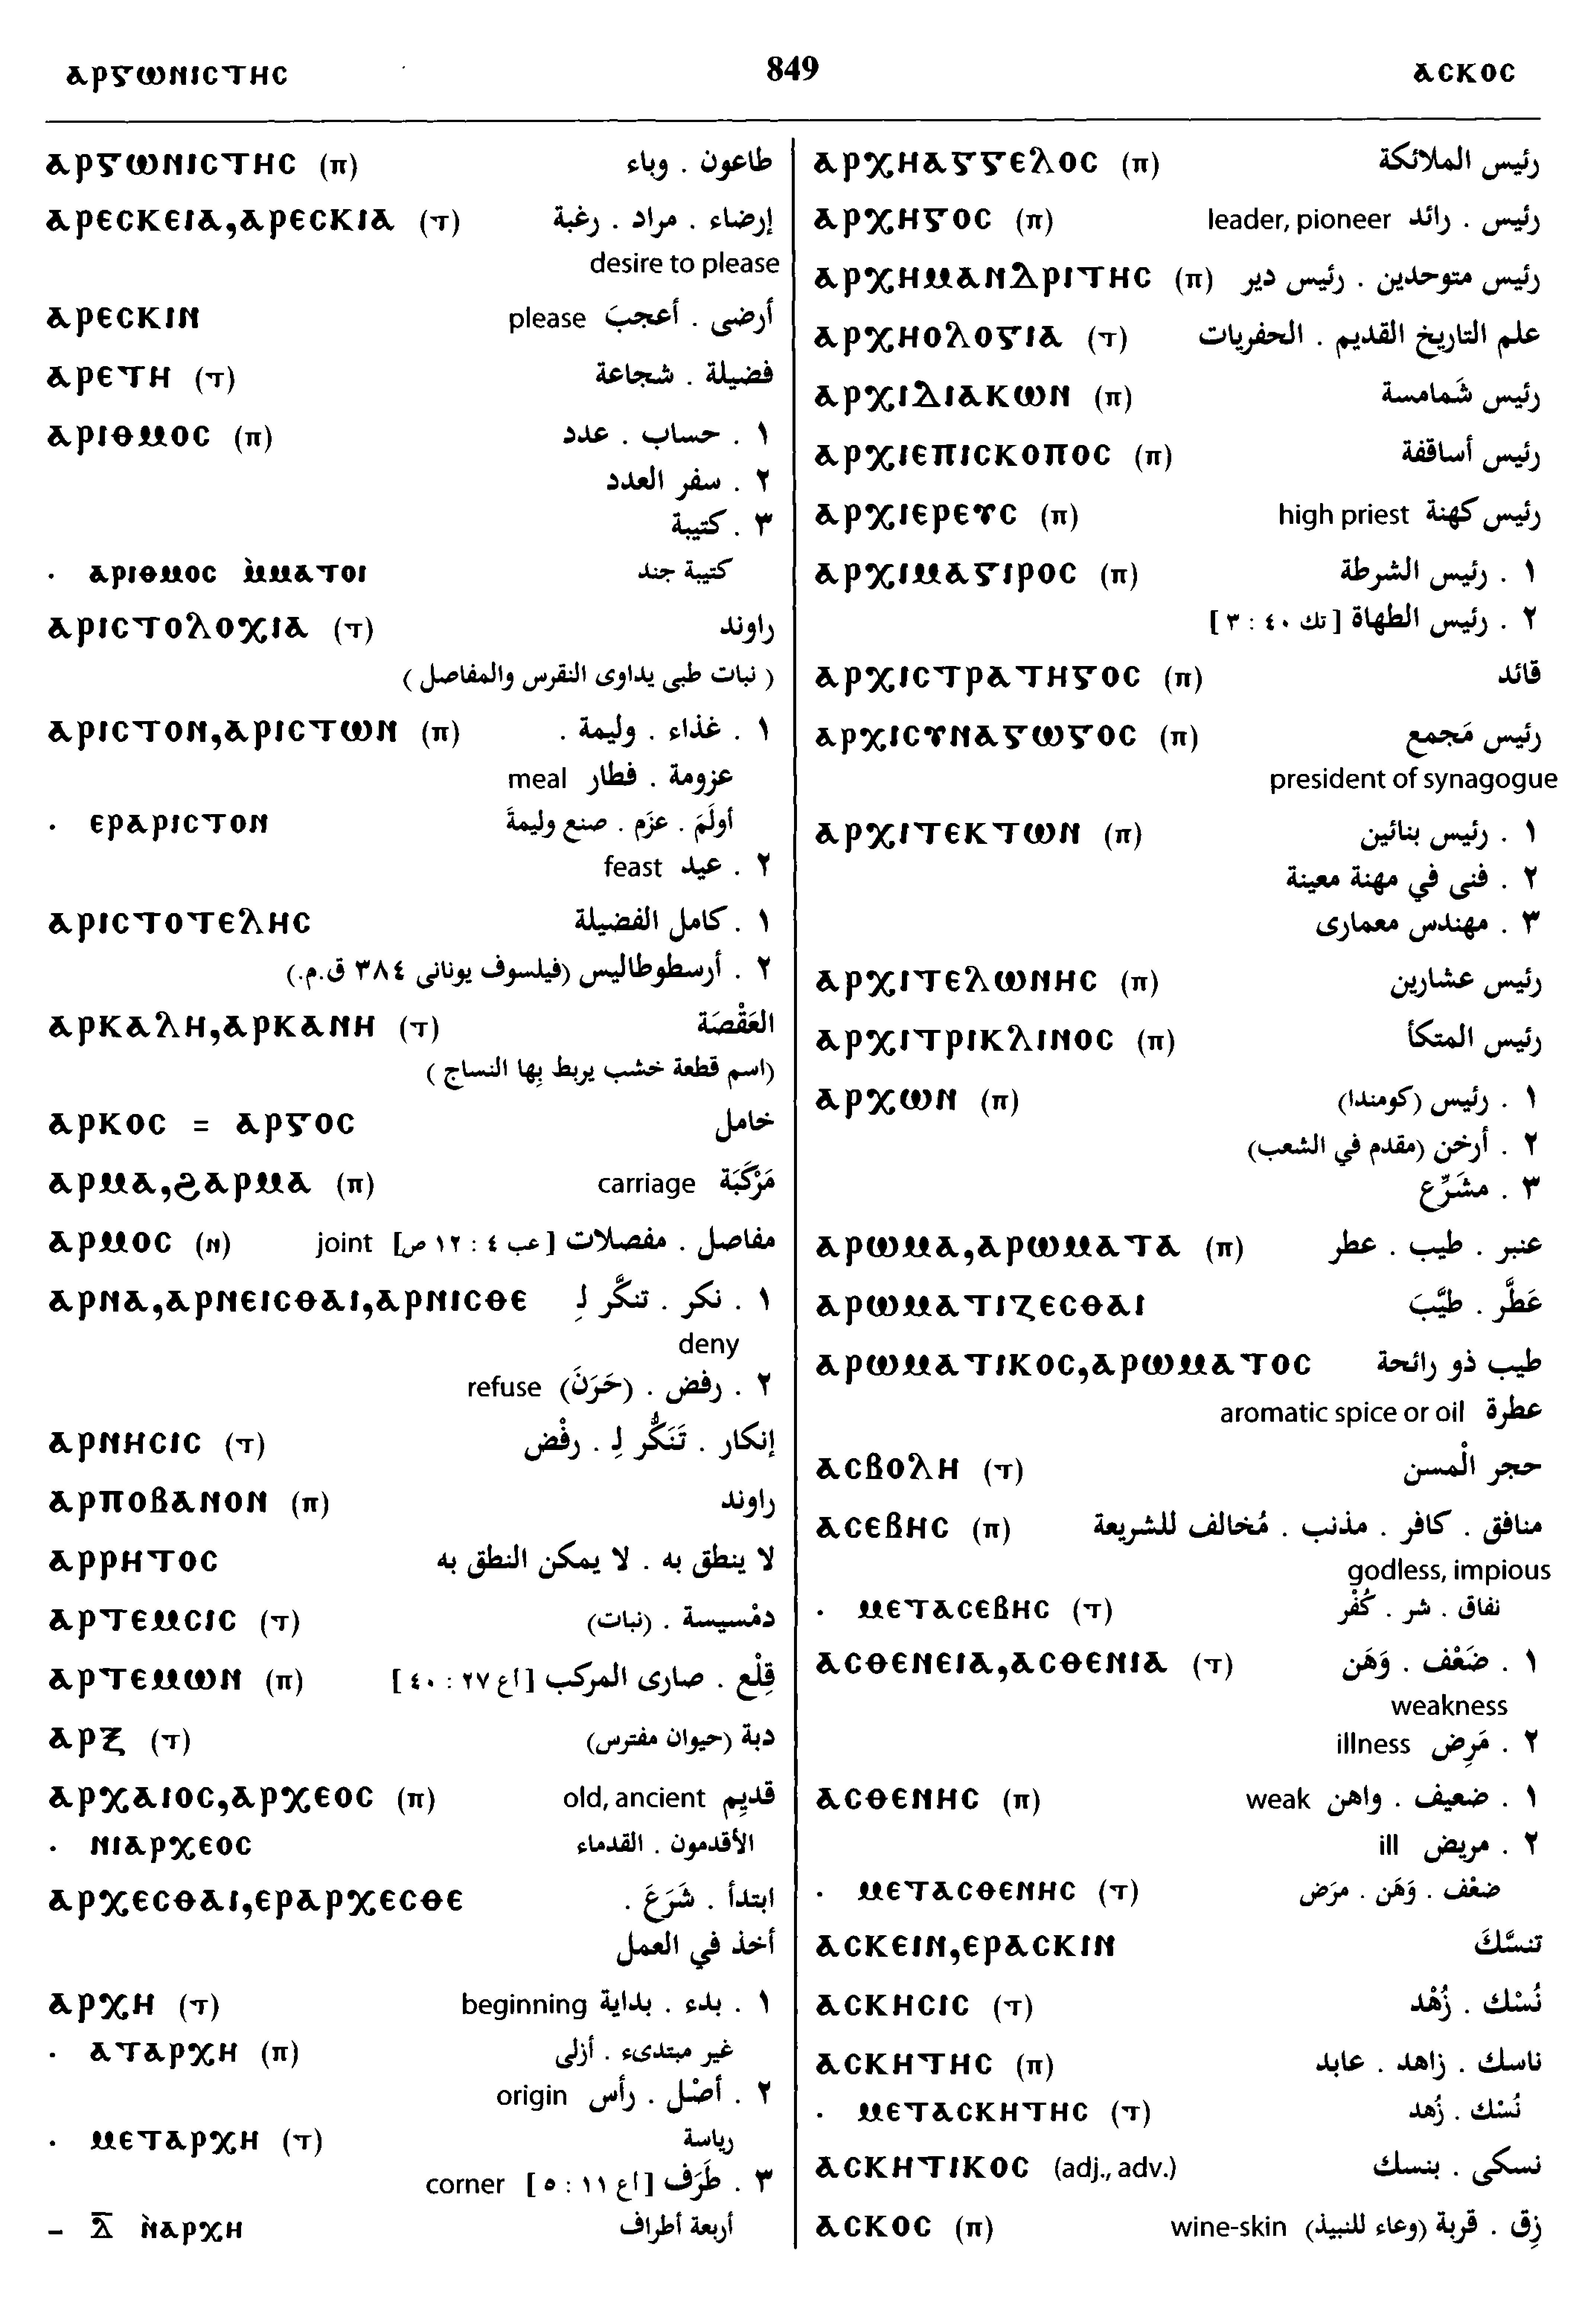 ⲁⲣⲅⲱⲛⲓⲥⲧⲏⲥ 849 ⲁⲥⲕⲟⲥ
ⲁⲣⲅⲱⲛⲓⲥⲧⲏⲥ (ⲡ) طاعون . وباء
ⲁⲣⲉⲥⲕⲉⲓⲁ,ⲁⲣⲉⲥⲕⲓⲁ (ⲧ) إرضاء . مراد . رغبة
desire to please
ⲁⲣⲉⲥⲕⲓⲛ أرضى . أعجبَ please
ⲁⲣⲉⲧⲏ (ⲧ) فضيلة . شجاعة
ⲁⲣⲓⲑⲙⲟⲥ (ⲡ) ١ . حساب . عدد
٢ . سفر العدد
٣ . كتيبة
· ⲁⲣⲓⲑⲙⲟⲥ ⲙ̀ⲙⲁⲧⲟⲓ كتيبة جند
ⲁⲣⲓⲥⲧⲟⲗⲟⲭⲓⲁ (ⲧ) راوند
( نبات طبى يداوى النقرس والمفاصل )
ⲁⲣⲓⲥⲧⲟⲛ,ⲁⲣⲓⲥⲧⲱⲛ (ⲡ) ١ . غذاء . وليمة .
عزومة . فطار meal
· ⲉⲣⲁⲣⲓⲥⲧⲟⲛ أولَمَ . عزَم . صنع وليمةً
٢ . عيد feast
ⲁⲣⲓⲥⲧⲟⲧⲉⲗⲏⲥ ١ . كامل الفضيلة
٢ . أرسطوطاليس (فيلسوف يونانى ٣٨٤ ق.م.)
ⲁⲣⲕⲁⲗⲏ,ⲁⲣⲕⲁⲛⲏ (ⲧ) العَقْصَة
(اسم قطعة خشب يربط بِها النساج )
ⲁⲣⲕⲟⲥ = ⲁⲣⲅⲟⲥ خامل
ⲁⲣⲙⲁ,ϩⲁⲣⲙⲁ (ⲡ) مَرْكَبَة carriage
ⲁⲣⲙⲟⲥ (ⲛ) مفاصل . مفصلات [عب ٤ : ١٢ ص] joint
ⲁⲣⲛⲁ,ⲁⲣⲛⲉⲓⲥⲑⲁⲓ,ⲁⲣⲛⲓⲥⲑⲉ ١ . نكر . تنكَّر لِـ
deny
٢ . رفض . (حَرَنَ) refuse
ⲁⲣⲛⲏⲥⲓⲥ (ⲧ) إنكار . تَنَكُّر لِـ . رفْض
ⲁⲣⲡⲟⲃⲁⲛⲟⲛ (ⲡ) راوند
ⲁⲣⲣⲏⲧⲟⲥ لا ينطق به . لا يمكن النطق به
ⲁⲣⲧⲉⲙⲥⲓⲥ (ⲧ) دمْسيسة . (نبات)
ⲁⲣⲧⲉⲙⲱⲛ (ⲡ) قِلْع . صارى المركب [اع ٢٧ : ٤٠]
ⲁⲣⲝ (ⲧ) دبة (حيوان مفترس)
ⲁⲣⲭⲁⲓⲟⲥ,ⲁⲣⲭⲉⲟⲥ (ⲡ) قديِم old, ancient
· ⲛⲓⲁⲣⲭⲉⲟⲥ الأقدمون . القدماء
ⲁⲣⲭⲉⲥⲑⲁⲓ,ⲉⲣⲁⲣⲭⲉⲥⲑⲉ ابتدأ . شَرَعَ .
أخذ في العمل
ⲁⲣⲭⲏ (ⲧ) ١ . بدء . بداية beginning
· ⲁⲧⲁⲣⲭⲏ (ⲡ) غير مبتدىء . أزلى
٢ . أصْل . رأس origin
· ⲙⲉⲧⲁⲣⲭⲏ (ⲧ) رياسة
٣ . طَرَف [اع ١١ : ٥] corner
– ⲇ̅ ⲛ̀ⲁⲣⲭⲏ أربعة أطراف
ⲁⲣⲭⲏⲁⲅⲅⲉⲗⲟⲥ (ⲡ) رئيس الملائكة
ⲁⲣⲭⲏⲅⲟⲥ (ⲡ) رئيس . رائد leader, pioneer
ⲁⲣⲭⲏⲙⲁⲛⲇⲣⲓⲧⲏⲥ (ⲡ) رئيس متوحدين . رئيس دير
ⲁⲣⲭⲏⲟⲗⲟⲅⲓⲁ (ⲧ) علم التاريخ القديم . الحفريات
ⲁⲣⲭⲓⲇⲓⲁⲕⲱⲛ (ⲡ) رئيس شَمامسة
ⲁⲣⲭⲓⲉⲡⲓⲥⲕⲟⲡⲟⲥ (ⲡ) رئيس أساقفة
ⲁⲣⲭⲓⲉⲣⲉⲩⲥ (ⲡ) رئيس كهنة high priest
ⲁⲣⲭⲓⲙⲁⲅⲓⲣⲟⲥ (ⲡ) ١ . رئيس الشرطة
٢ . رئيس الطهاة [تك ٤٠ : ٣]
ⲁⲣⲭⲓⲥⲧⲣⲁⲧⲏⲅⲟⲥ (ⲡ) قائد
ⲁⲣⲭⲓⲥⲩⲛⲁⲅⲱⲅⲟⲥ (ⲡ) رئيس مَجمع
president of synagogue
ⲁⲣⲭⲓⲧⲉⲕⲧⲱⲛ (ⲡ) ١ . رئيس بنائين
٢ . فنى في مهنة معينة
٣ . مهندس معمارى
ⲁⲣⲭⲓⲧⲉⲗⲱⲛⲏⲥ (ⲡ) رئيس عشارين
ⲁⲣⲭⲓⲧⲣⲓⲕⲗⲓⲛⲟⲥ (ⲡ) رئيس المتكأ
ⲁⲣⲭⲱⲛ (ⲡ) ١ . رئيس (كومندا)
٢ . أرخن (مقدم في الشعب)
٣ . مشَرِّع
ⲁⲣⲱⲙⲁ,ⲁⲣⲱⲙⲁⲧⲁ (ⲡ) عنبر . طيب . عطر
ⲁⲣⲱⲙⲁⲧⲓⲍⲉⲥⲑⲁⲓ عَطَّر . طيَّبَ
ⲁⲣⲱⲙⲁⲧⲓⲕⲟⲥ,ⲁⲣⲱⲙⲁⲧⲟⲥ طيب ذو رائحة
عطرة aromatic spice or oil
ⲁⲥⲃⲟⲗⲏ (ⲧ) حجر الْمسن
ⲁⲥⲉⲃⲏⲥ (ⲡ) منافق . كافر . مذنب . مُخالف للشريعة
godless, impious
· ⲙⲉⲧⲁⲥⲉⲃⲏⲥ (ⲧ) نفاق . شر . كُفْر
ⲁⲥⲑⲉⲛⲉⲓⲁ,ⲁⲥⲑⲉⲛⲓⲁ (ⲧ) ١ . ضَعْف . وَهَن
weakness
٢ . مَرِض illness
ⲁⲥⲑⲉⲛⲏⲥ (ⲡ) ١ . ضعيف . واهن weak
٢ . مريض ill
· ⲙⲉⲧⲁⲥⲑⲉⲛⲏⲥ (ⲧ) ضعْف . وَهَن . مرَض
ⲁⲥⲕⲉⲓⲛ,ⲉⲣⲁⲥⲕⲓⲛ تنسَّكَ
ⲁⲥⲕⲏⲥⲓⲥ (ⲧ) نُسْك . زُهْد
ⲁⲥⲕⲏⲧⲏⲥ (ⲡ) ناسك . زاهد . عابد
· ⲙⲉⲧⲁⲥⲕⲏⲧⲏⲥ (ⲧ) نُسْك . زُهد
ⲁⲥⲕⲏⲧⲓⲕⲟⲥ (adj., adv.) نسكى . بنسك
ⲁⲥⲕⲟⲥ (ⲡ) زِق . قربة (وعاء للنبيذ) wine-skin